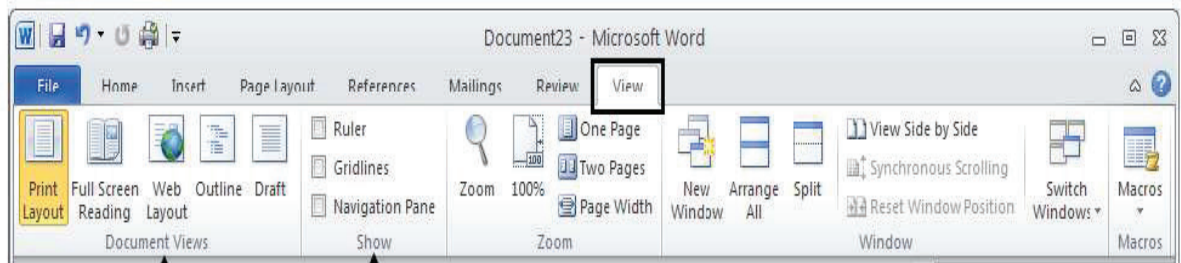 Document23 - Microsoft Word
File Home Insert Page Layout References Mailings Review View
Print Layout Full Screen Reading Web Layout Outline Draft
Document Views
Ruler
Gridlines
Navigation Pane
Show
Zoom 100% One Page
Two Pages
Page Width
Zoom
New Window Arrange All Split View Side by Side
Synchronous Scrolling
Reset Window Position
Switch Windows
Window
Macros
Macros